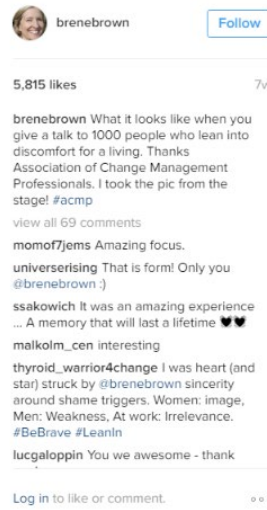 brenebrown
Follow
5,815 likes
brenebrown What it looks like when you
give a talk to 1000 people who lean into
discomfort for a living. Thanks
Association of Change Management
Professionals. I took the pic from the
stage! #acmp
view all 69 comments
momof7jems Amazing focus.
universerising That is form! Only you
@brenebrown :)
ssakowich It was an amazing experience
... A memory that will last a lifetime 🖤🖤
malkolm_cen interesting
thyroid_warrior4change I was heart (and
star) struck by @brenebrown sincerity
around shame triggers. Women: image,
Men: Weakness, At work: Irrelevance.
#BeBrave #LeanIn
lucgaloppin You we awesome - thank
Log in to like or comment.